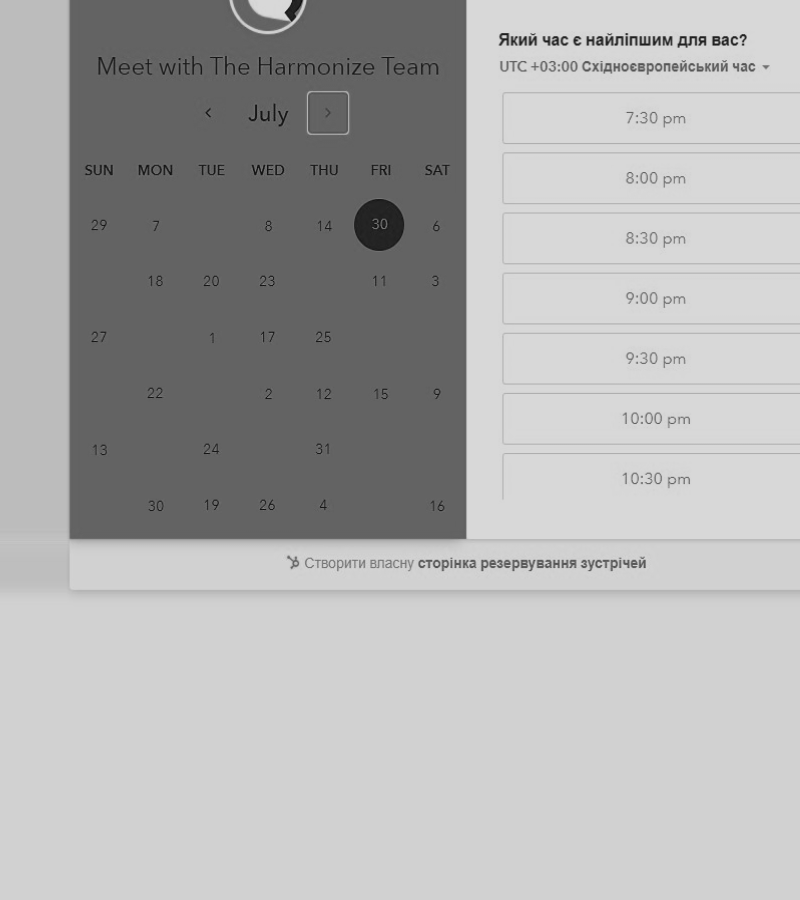 Meet with The Harmonize Team
July
SUN MON TUE WED THU FRI SAT
29 7 8 14 30 6
18 20 23 11 3
27 1 17 25
22 2 12 15 9
13 24 31
30 19 26 4 16
Який час є найліпшим для вас?
UTC +03:00 Східноєвропейський час
7:30 pm
8:00 pm
8:30 pm
9:00 pm
9:30 pm
10:00 pm
10:30 pm
Створити власну сторінка резервування зустрічей